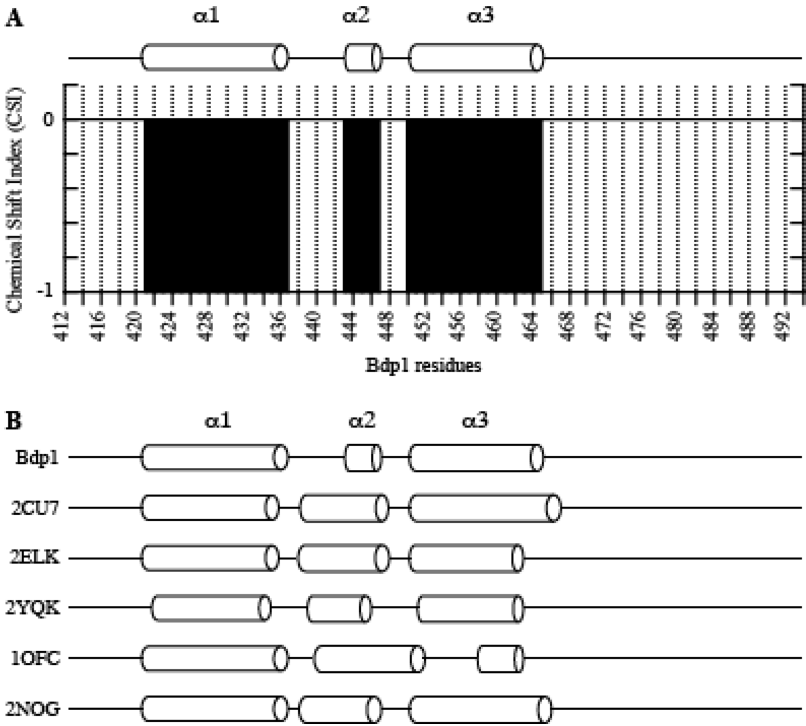 A
α1 α2 α3
Chemical Shift Index (CSI)
0
-1
412 416 420 424 428 432 436 440 444 448 452 456 460 464 468 472 476 480 484 488 492
Bdp1 residues
B
α1 α2 α3
Bdp1
2CU7
2ELK
2YQK
1OFC
2NOG